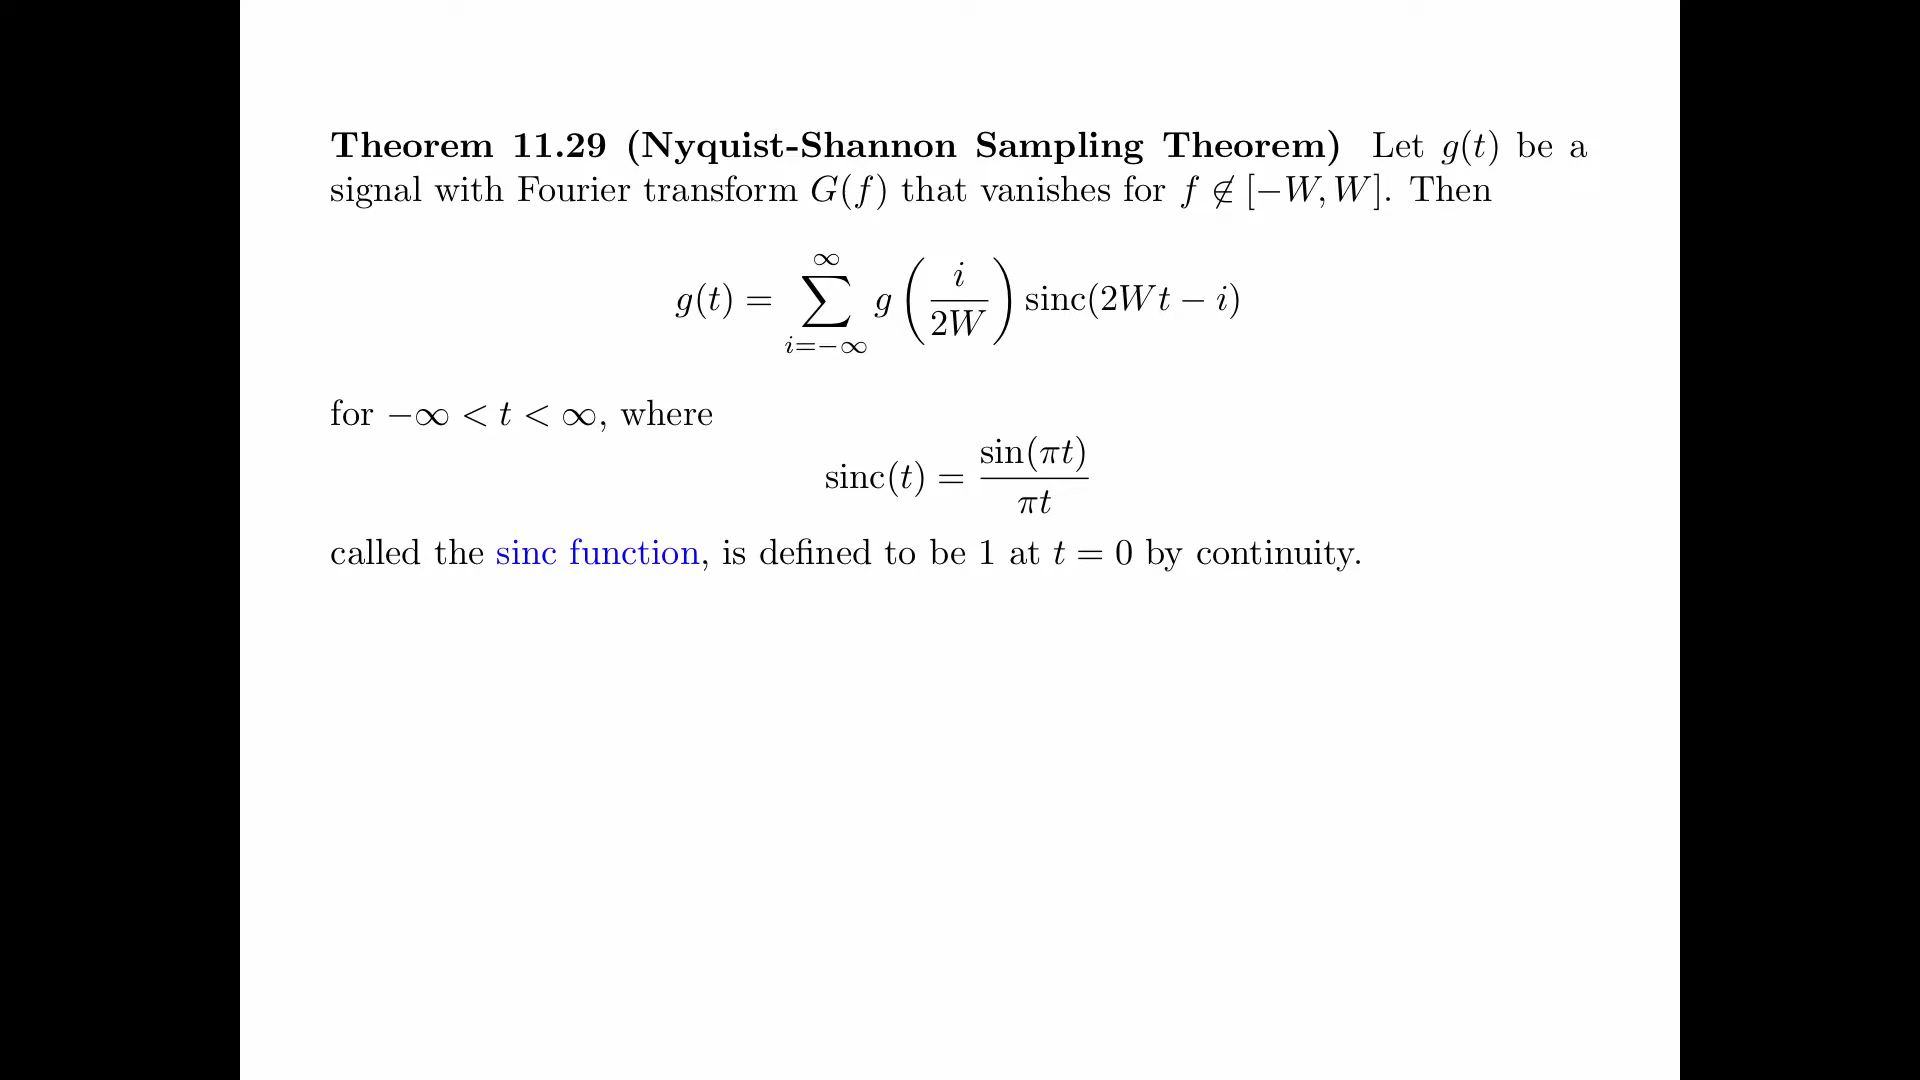 Theorem 11.29 (Nyquist-Shannon Sampling Theorem) Let g(t) be a
signal with Fourier transform G(f) that vanishes for f ∉ [−W, W]. Then
g(t) = ∑_{i=−∞}^{∞} g(i/2W) sinc(2Wt − i)
for −∞ < t < ∞, where
sinc(t) = sin(πt)/πt
called the sinc function, is defined to be 1 at t = 0 by continuity.